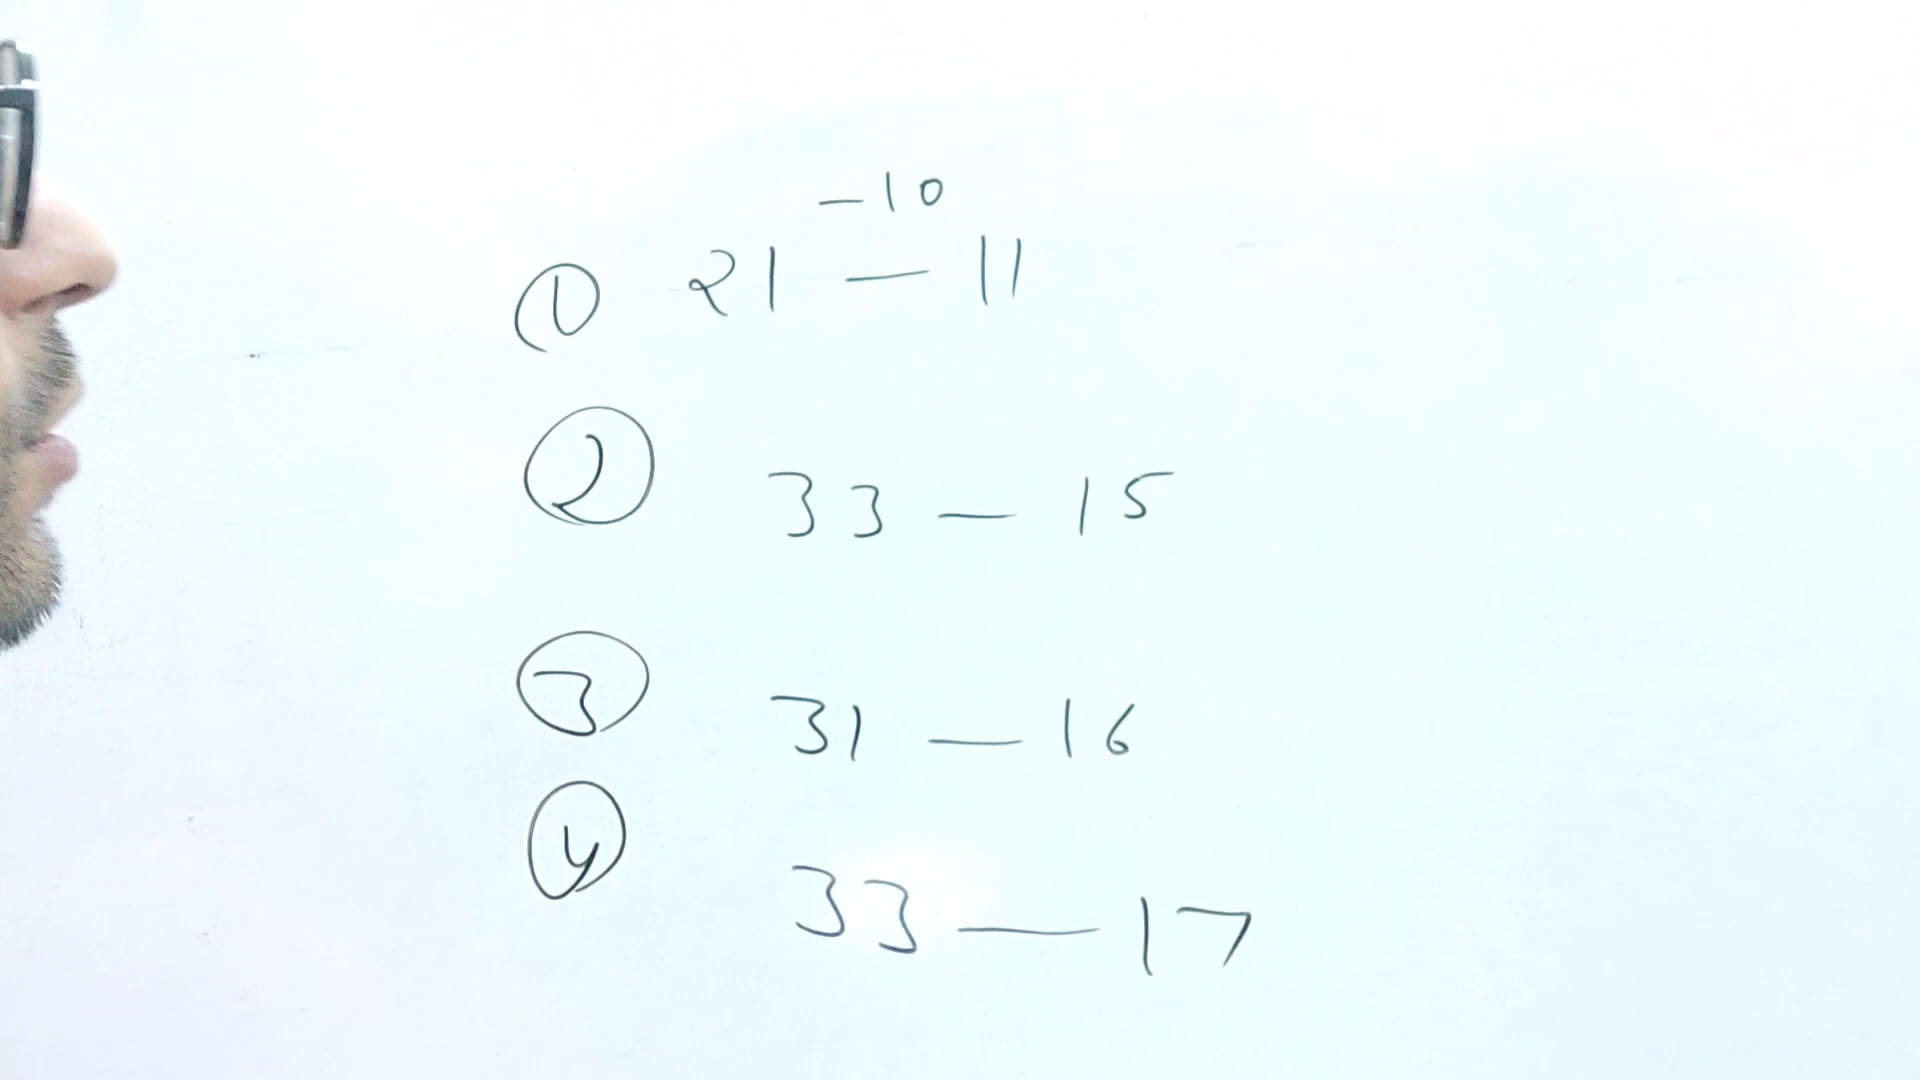 -10
① 21 - 11
② 33 - 15
③ 31 - 16
④ 33 - 17